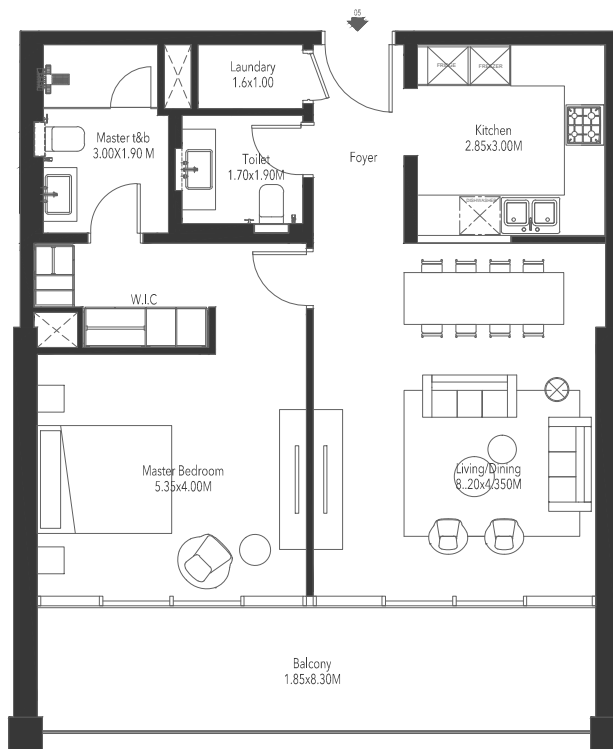 05
Laundary
1.6x1.00
FRIDGE
FREEZER
Master t&b
3.00X1.90 M
Toilet
1.70x1.90M
Foyer
Kitchen
2.85x3.00M
DISHWASHER
W.I.C
Master Bedroom
5.35x4.00M
Living/Dining
8..20x4.350M
Balcony
1.85x8.30M